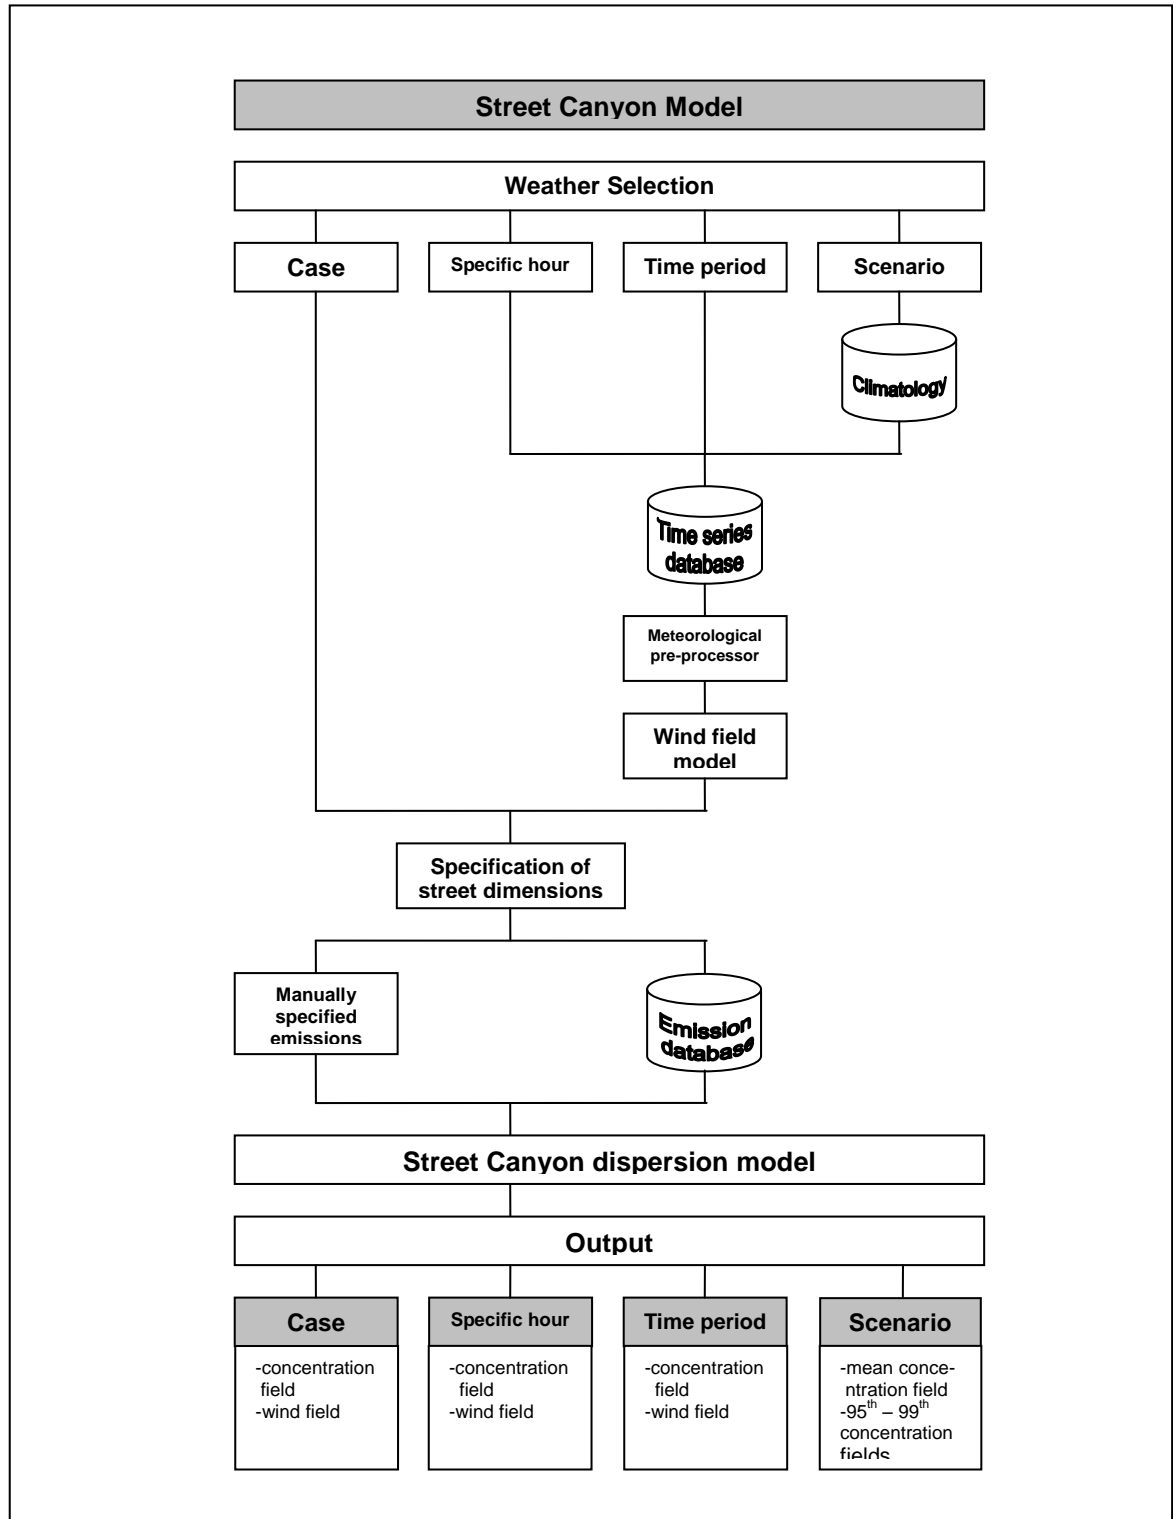 Street Canyon Model
Weather Selection
Case
Specific hour
Time period
Scenario
Climatology
Time series
database
Meteorological
pre-processor
Wind field
model
Specification of
street dimensions
Manually
specified
emissions
Emission
database
Street Canyon dispersion model
Output
Case
-concentration
field
-wind field
Specific hour
-concentration
field
-wind field
Time period
-concentration
field
-wind field
Scenario
-mean conce-
ntration field
-95th – 99th
concentration
fields